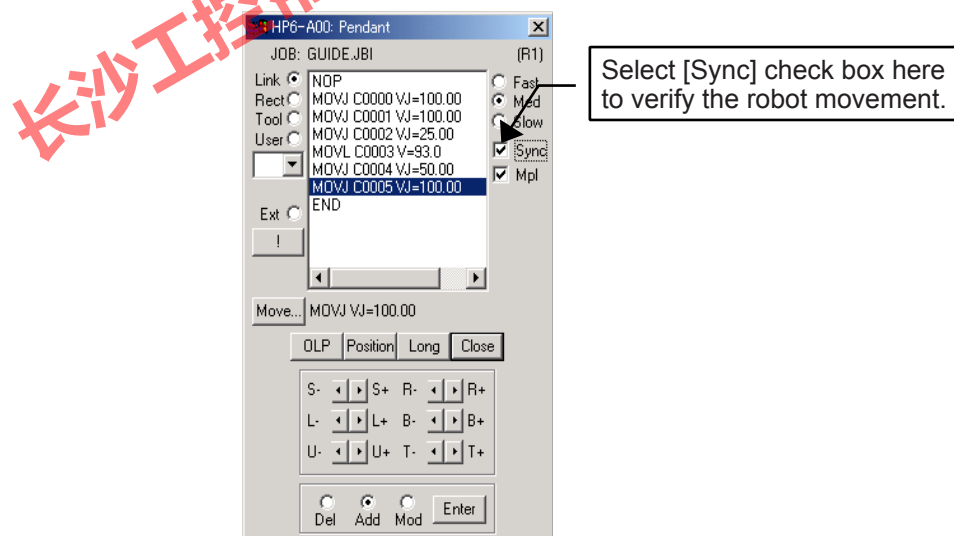 HP6-A00: Pendant
JOB: GUIDE.JBI (R1)
Link
Rect
Tool
User
Ext
!
NOP
MOVJ C0000 VJ=100.00
MOVJ C0001 VJ=100.00
MOVJ C0002 VJ=25.00
MOVL C0003 V=93.0
MOVJ C0004 VJ=50.00
MOVJ C0005 VJ=100.00
END
Fast
Med
Slow
Sync
Mpl
Select [Sync] check box here
to verify the robot movement.
Move... MOVJ VJ=100.00
OLP Position Long Close
S- S+ R- R+
L- L+ B- B+
U- U+ T- T+
Del Add Mod Enter
长沙工控